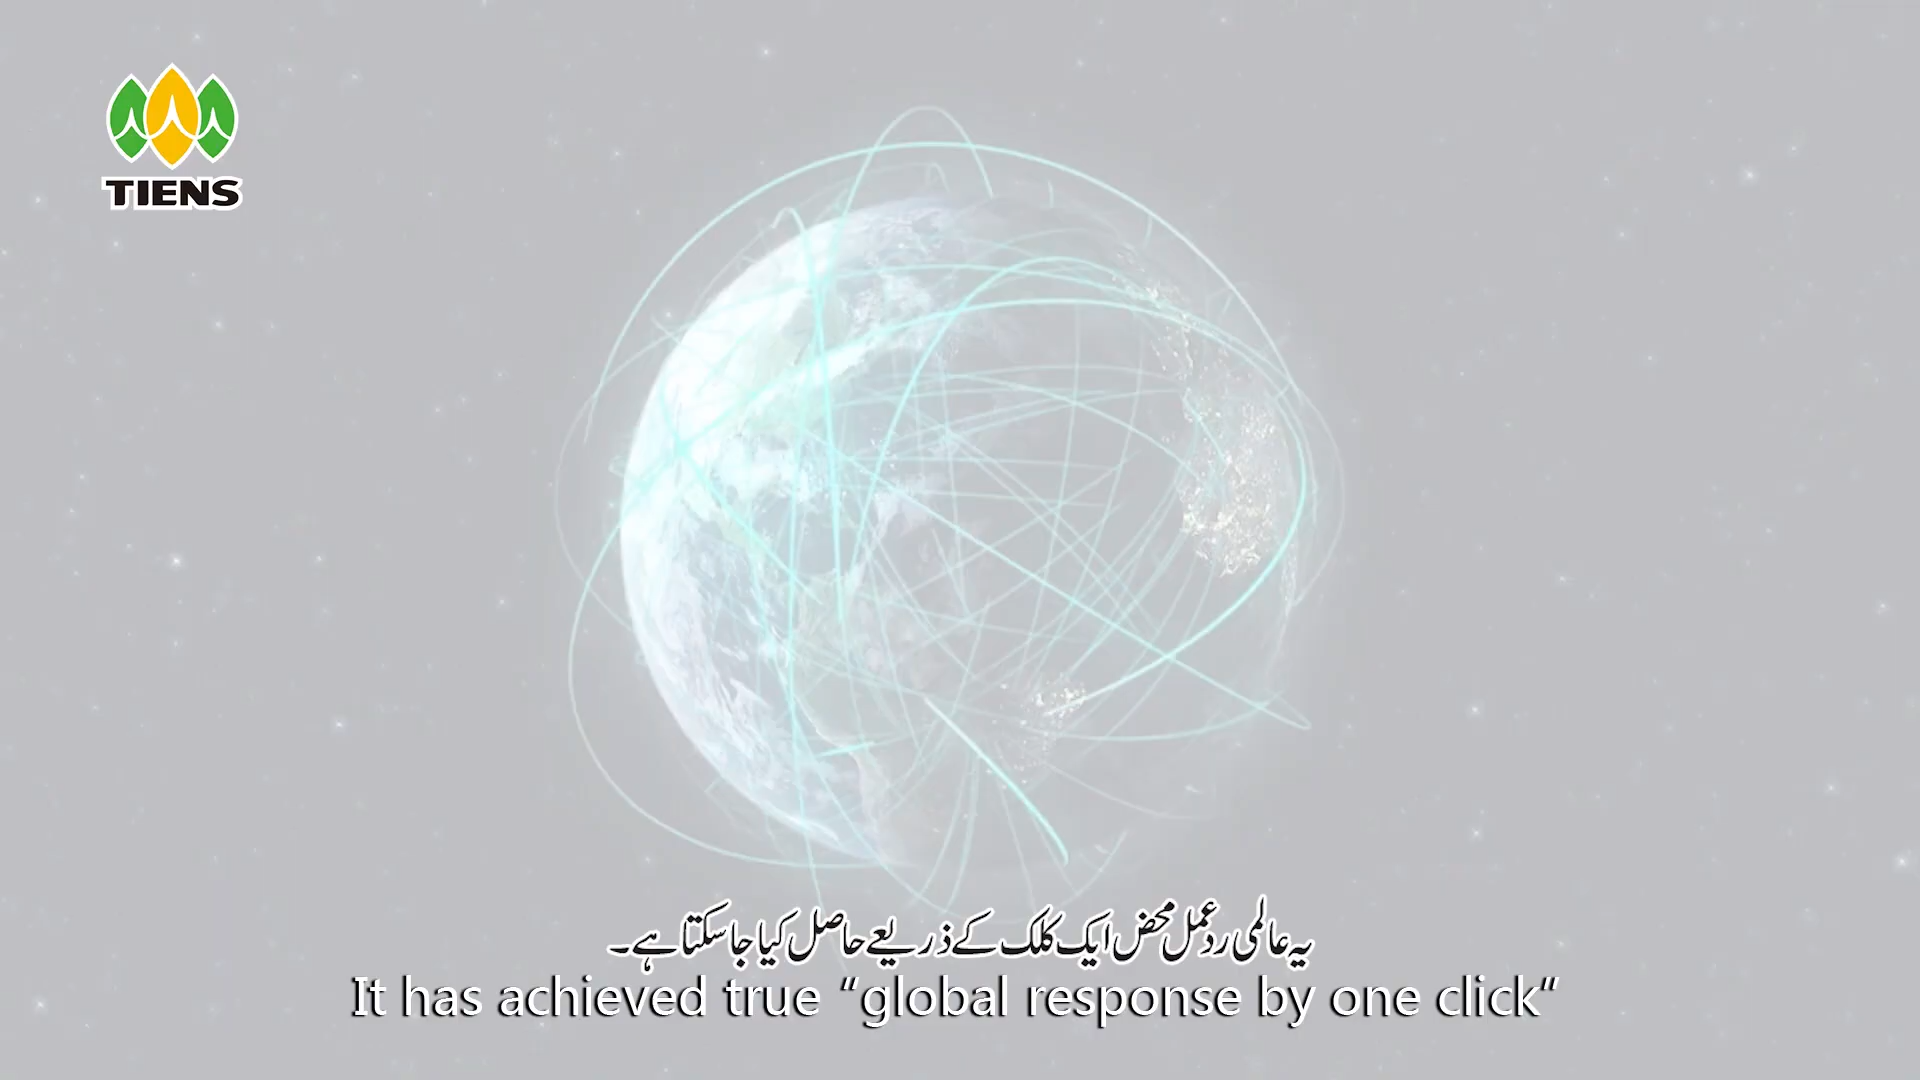 TIENS
یہ عالمی ردعمل محض ایک کلک کے ذریعے حاصل کیا جاسکتا ہے۔
It has achieved true “global response by one click“